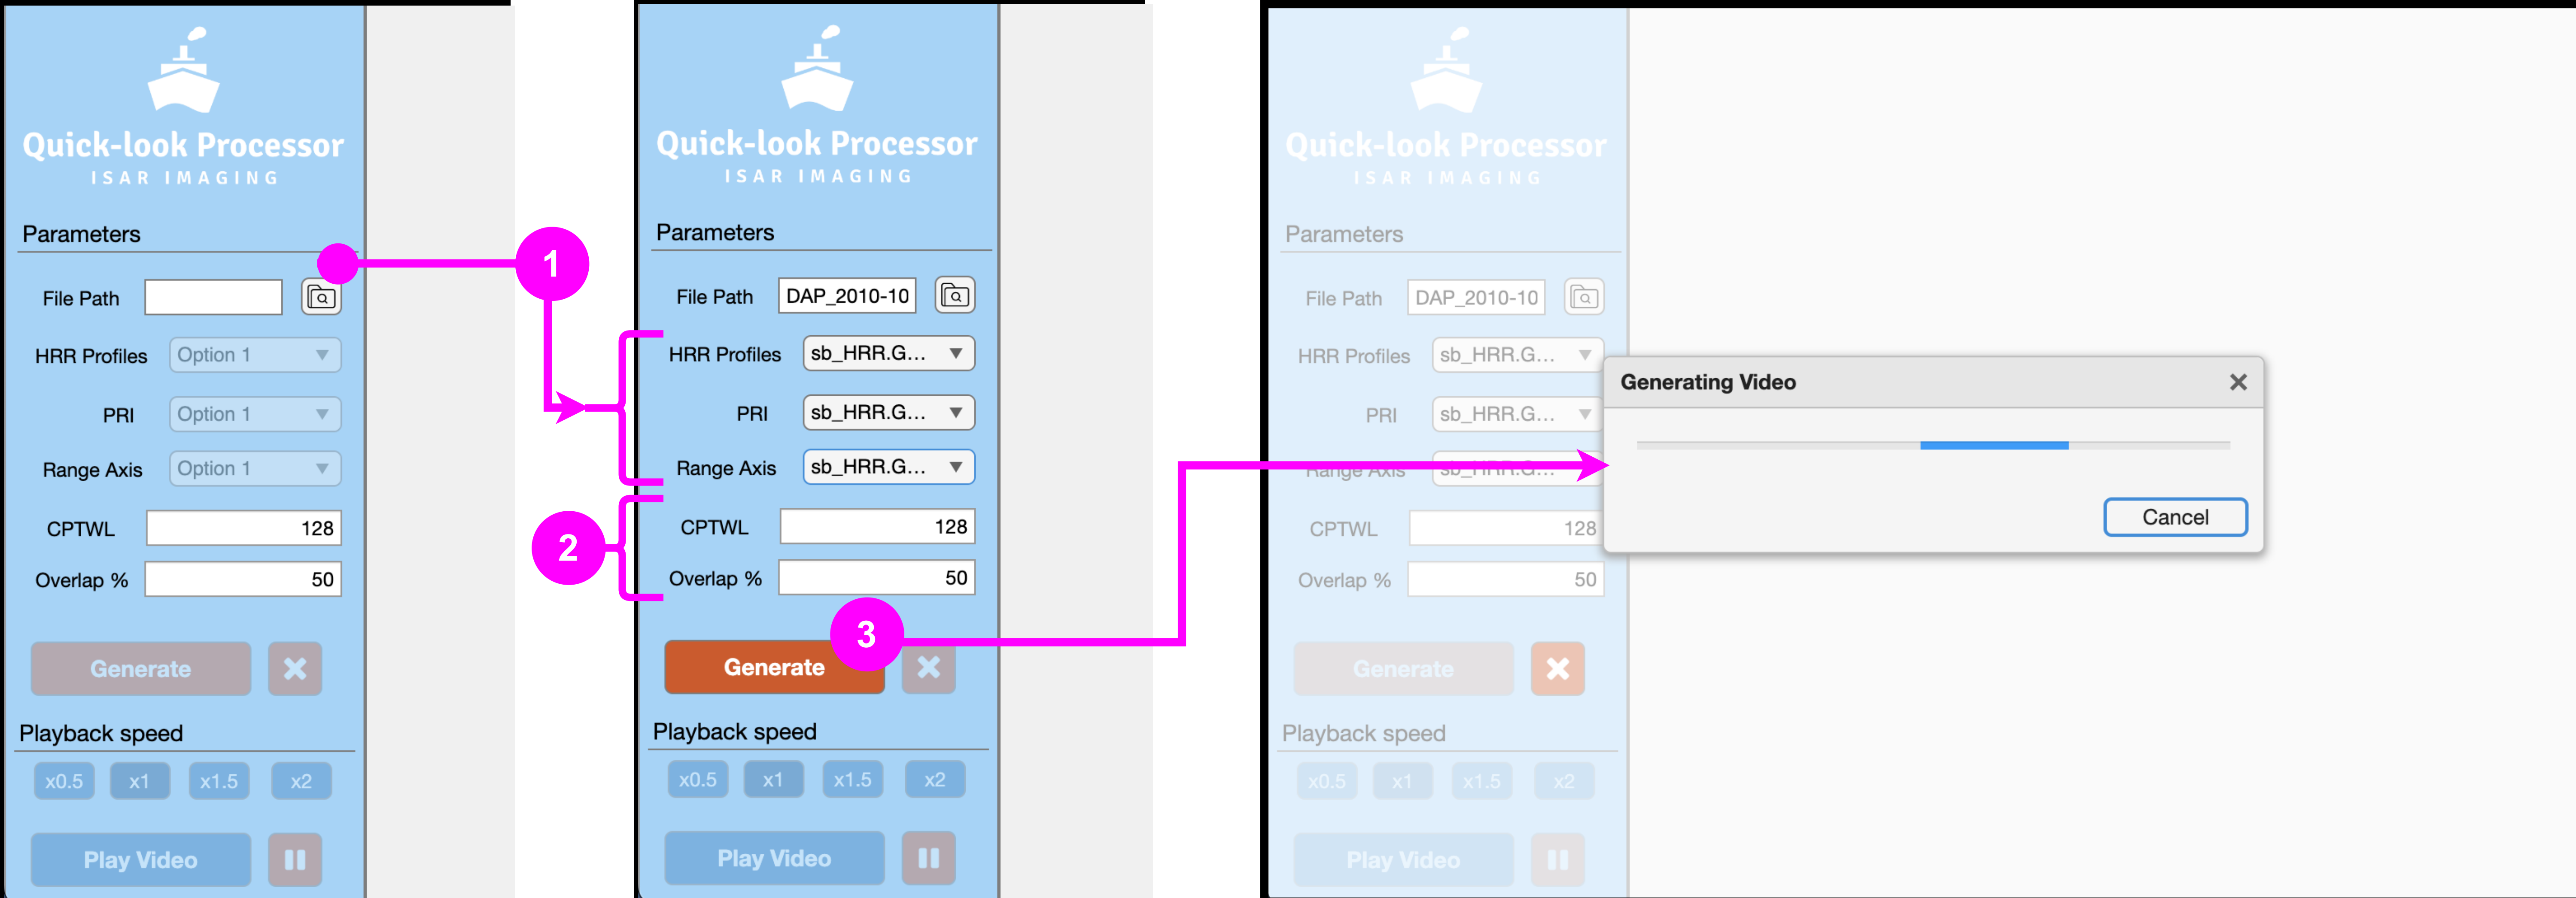 Quick-look Processor
ISAR IMAGING
Parameters
File Path
HRR Profiles Option 1
PRI Option 1
Range Axis Option 1
CPTWL 128
Overlap % 50
Generate
Playback speed
x0.5 x1 x1.5 x2
Play Video
1
2
3
Quick-look Processor
ISAR IMAGING
Parameters
File Path DAP_2010-10
HRR Profiles sb_HRR.G...
PRI sb_HRR.G...
Range Axis sb_HRR.G...
CPTWL 128
Overlap % 50
Generate
Playback speed
x0.5 x1 x1.5 x2
Play Video
Quick-look Processor
ISAR IMAGING
Parameters
File Path DAP_2010-10
HRR Profiles sb_HRR.G...
PRI sb_HRR.G...
Range Axis sb_HRR.G...
CPTWL 128
Overlap % 50
Generate
Playback speed
x0.5 x1 x1.5 x2
Play Video
Generating Video
Cancel